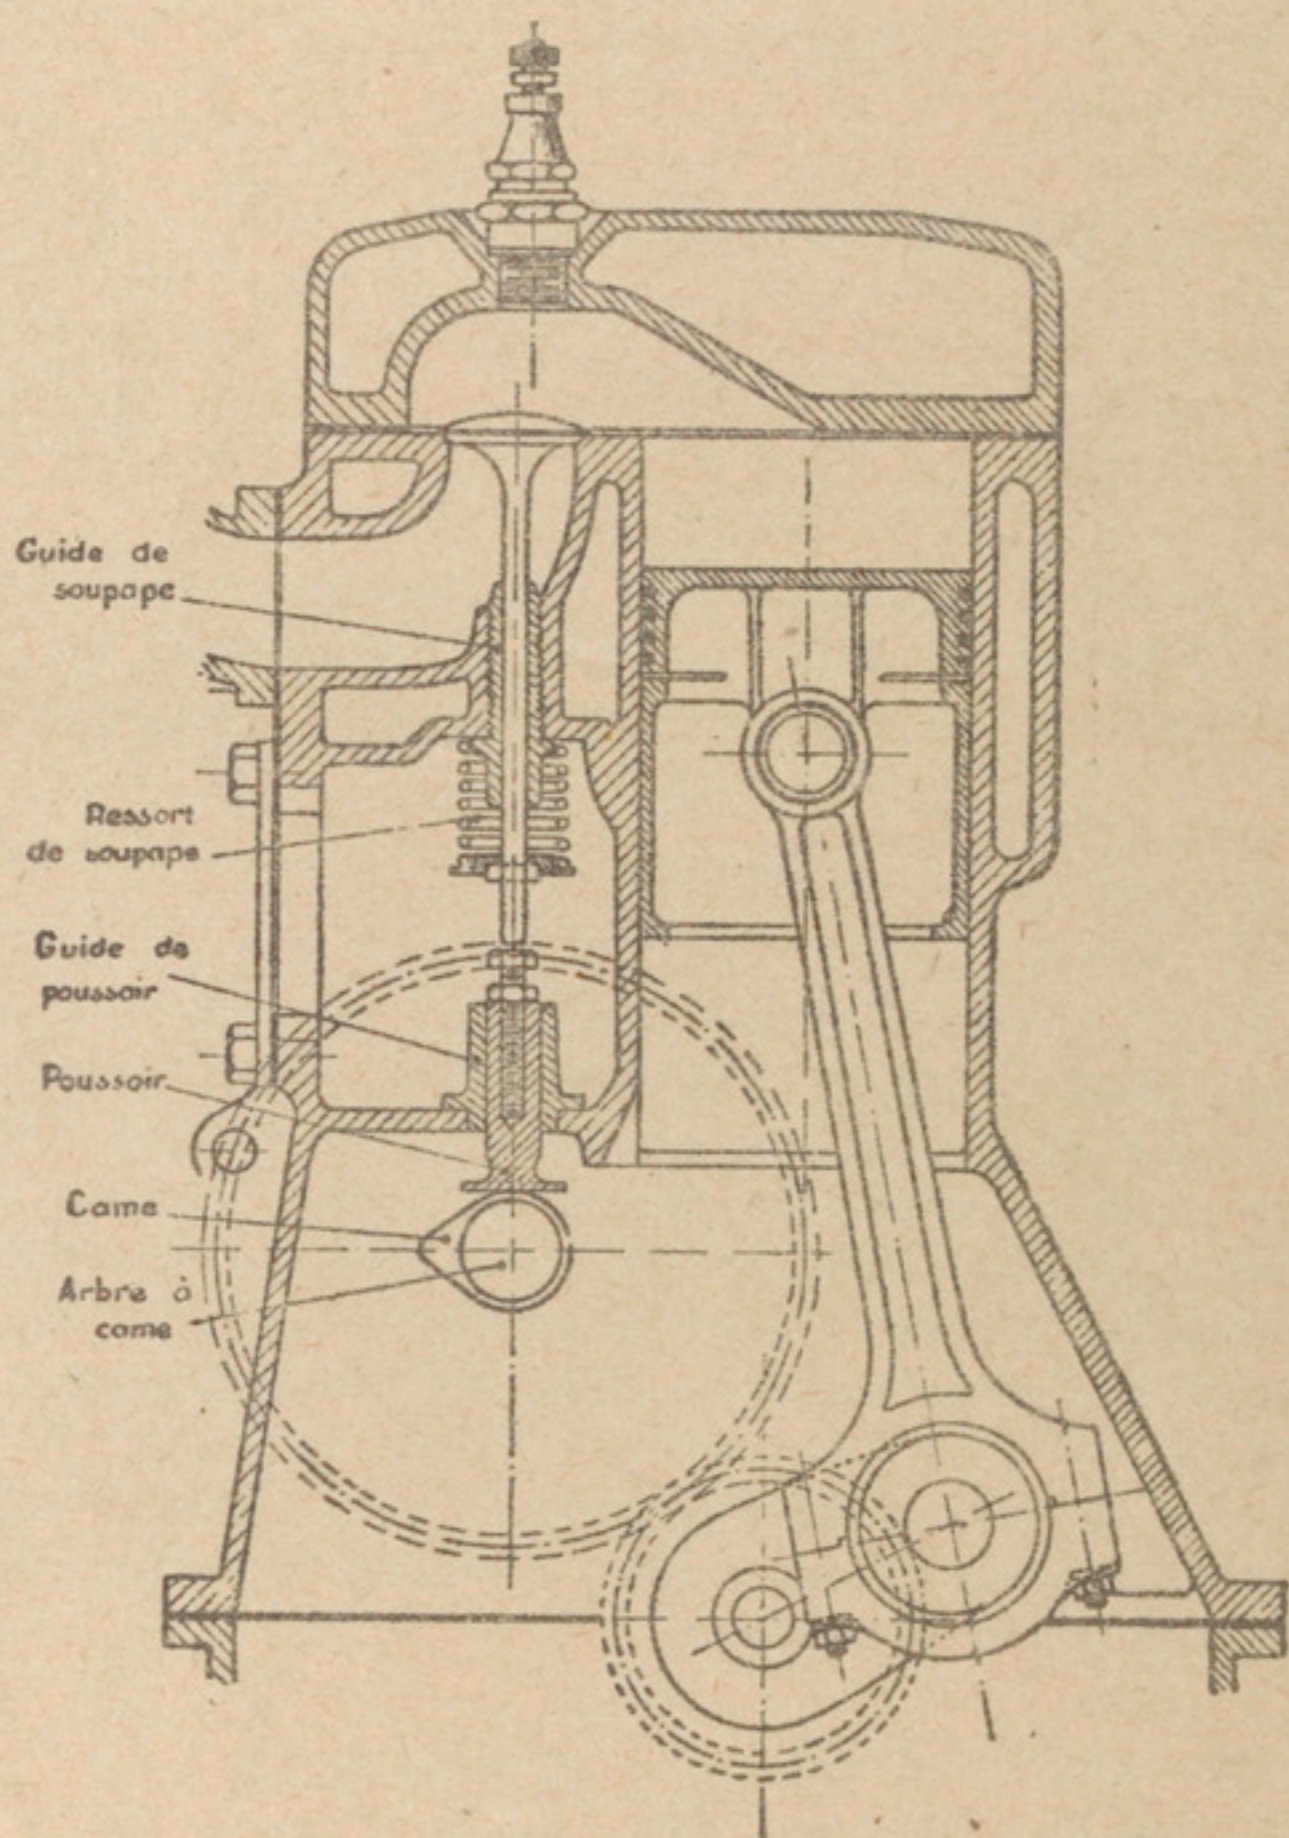 Guide de
soupape
Ressort
de soupape
Guide de
poussoir
Poussoir
Came
Arbre à
came